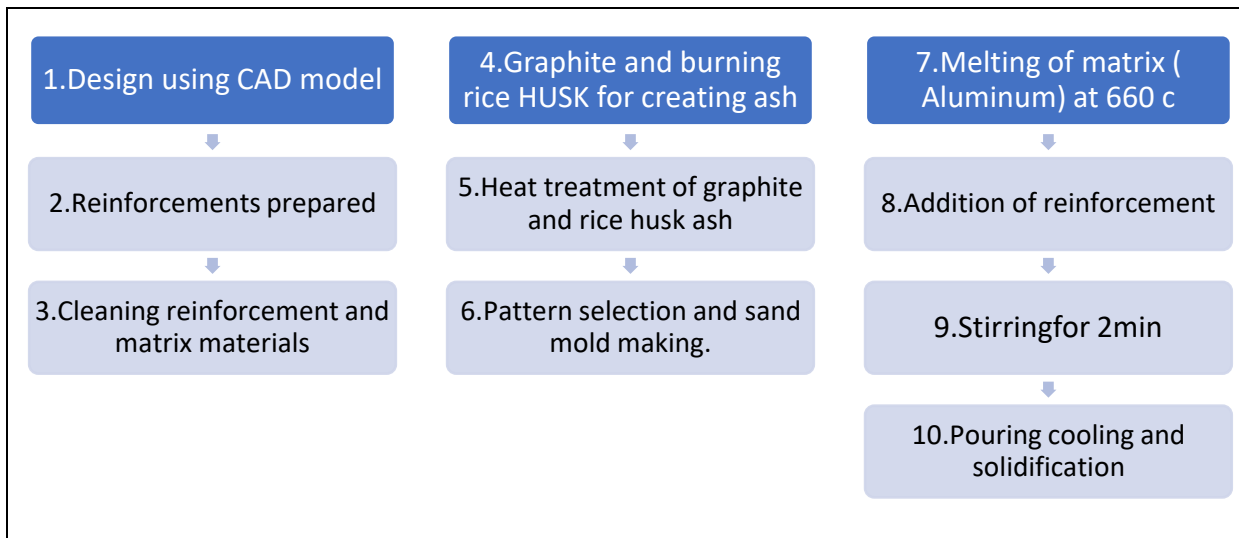 1.Design using CAD model
2.Reinforcements prepared
3.Cleaning reinforcement and
matrix materials
4.Graphite and burning
rice HUSK for creating ash
5.Heat treatment of graphite
and rice husk ash
6.Pattern selection and sand
mold making.
7.Melting of matrix (
Aluminum) at 660 c
8.Addition of reinforcement
9.Stirringfor 2min
10.Pouring cooling and
solidification